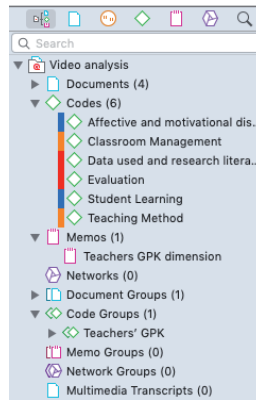 Search
Video analysis
Documents (4)
Codes (6)
Affective and motivational dis..
Classroom Management
Data used and research litera..
Evaluation
Student Learning
Teaching Method
Memos (1)
Teachers GPK dimension
Networks (0)
Document Groups (1)
Code Groups (1)
Teachers' GPK
Memo Groups (0)
Network Groups (0)
Multimedia Transcripts (0)